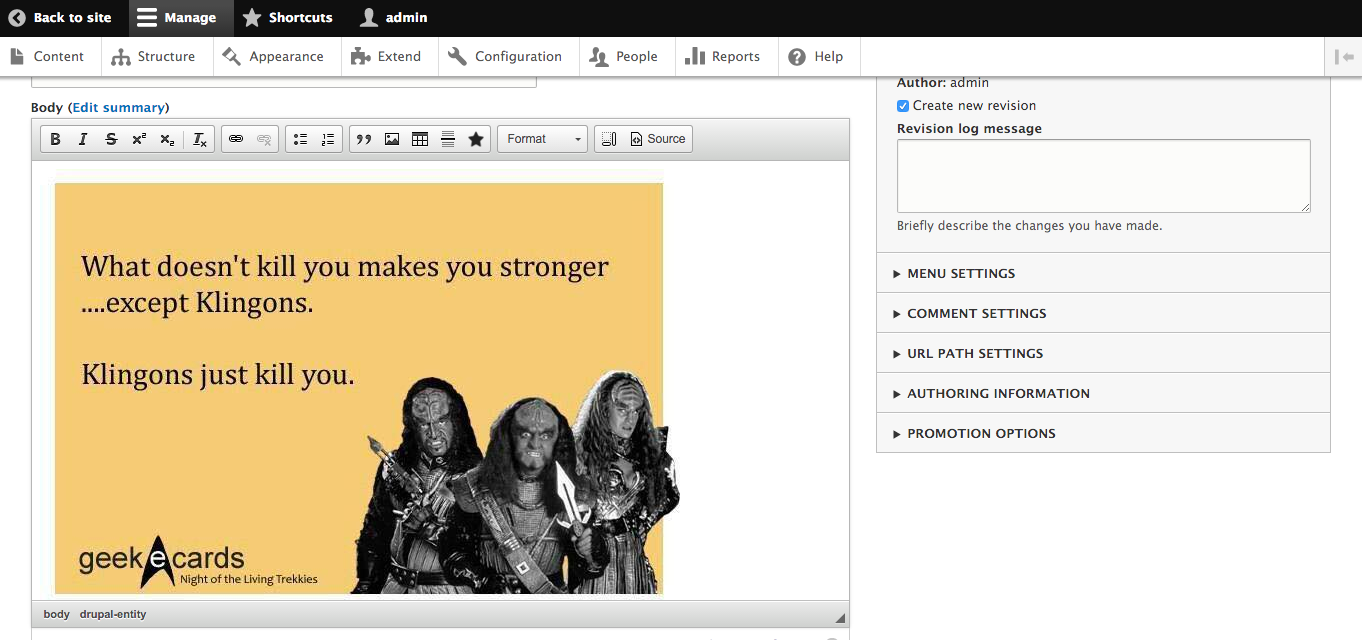 Back to site Manage Shortcuts admin
Content Structure Appearance Extend Configuration People Reports Help
Body (Edit summary)
B I S x² x₂ Tx Format Source
What doesn't kill you makes you stronger
....except Klingons.
Klingons just kill you.
geek e cards
Night of the Living Trekkies
body drupal-entity
Author: admin
Create new revision
Revision log message
Briefly describe the changes you have made.
MENU SETTINGS
COMMENT SETTINGS
URL PATH SETTINGS
AUTHORING INFORMATION
PROMOTION OPTIONS